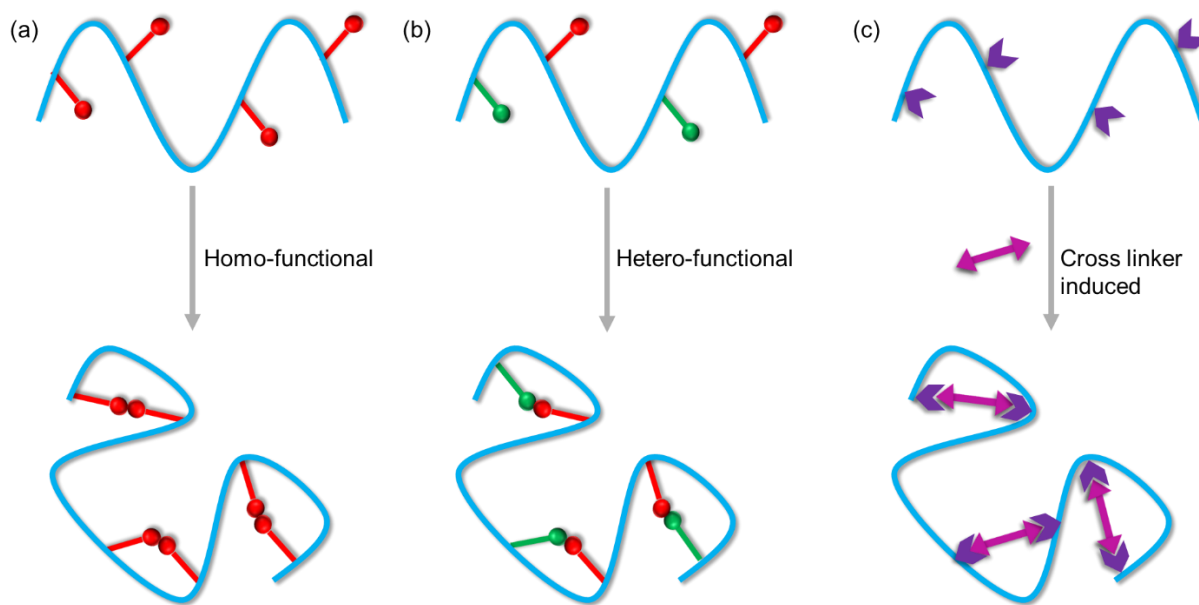 (a)
(b)
(c)
Homo-functional
Hetero-functional
Cross linker
induced